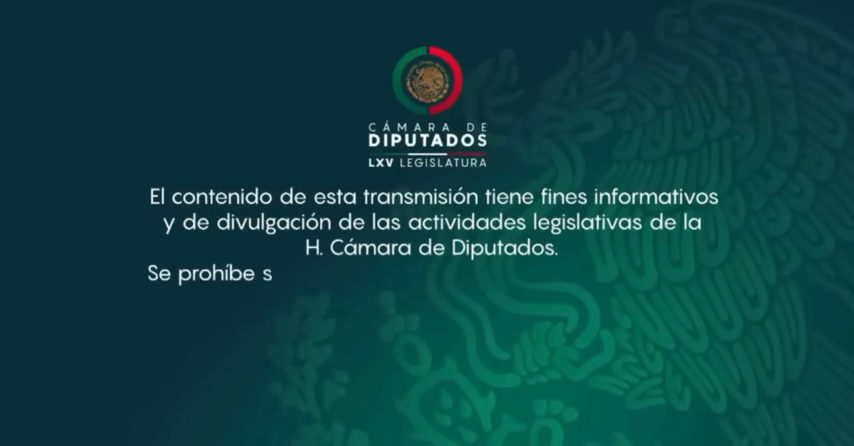 CÁMARA DE
DIPUTADOS
LXV LEGISLATURA
El contenido de esta transmisión tiene fines informativos
y de divulgación de las actividades legislativas de la
H. Cámara de Diputados.
Se prohíbe s